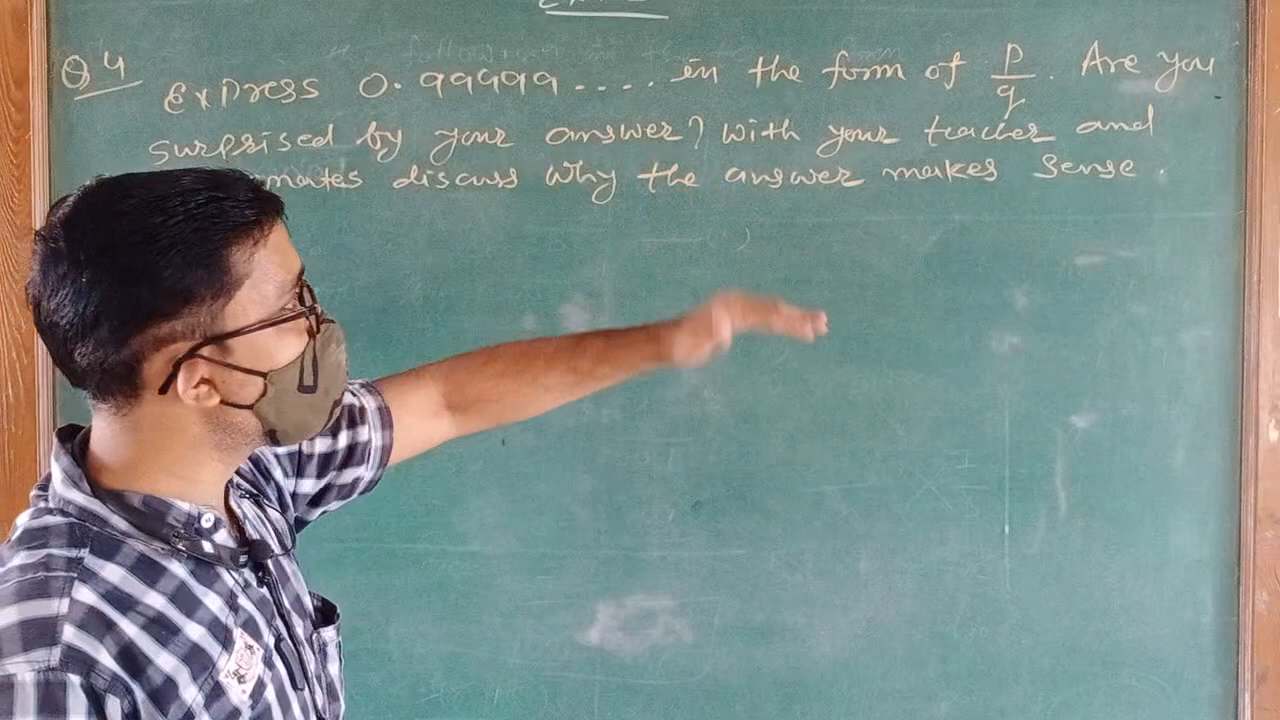 Q 4 Express 0.99999.... in the form of p/q. Are you
surprised by your answer? With your teacher and
mates discuss why the answer makes sense.